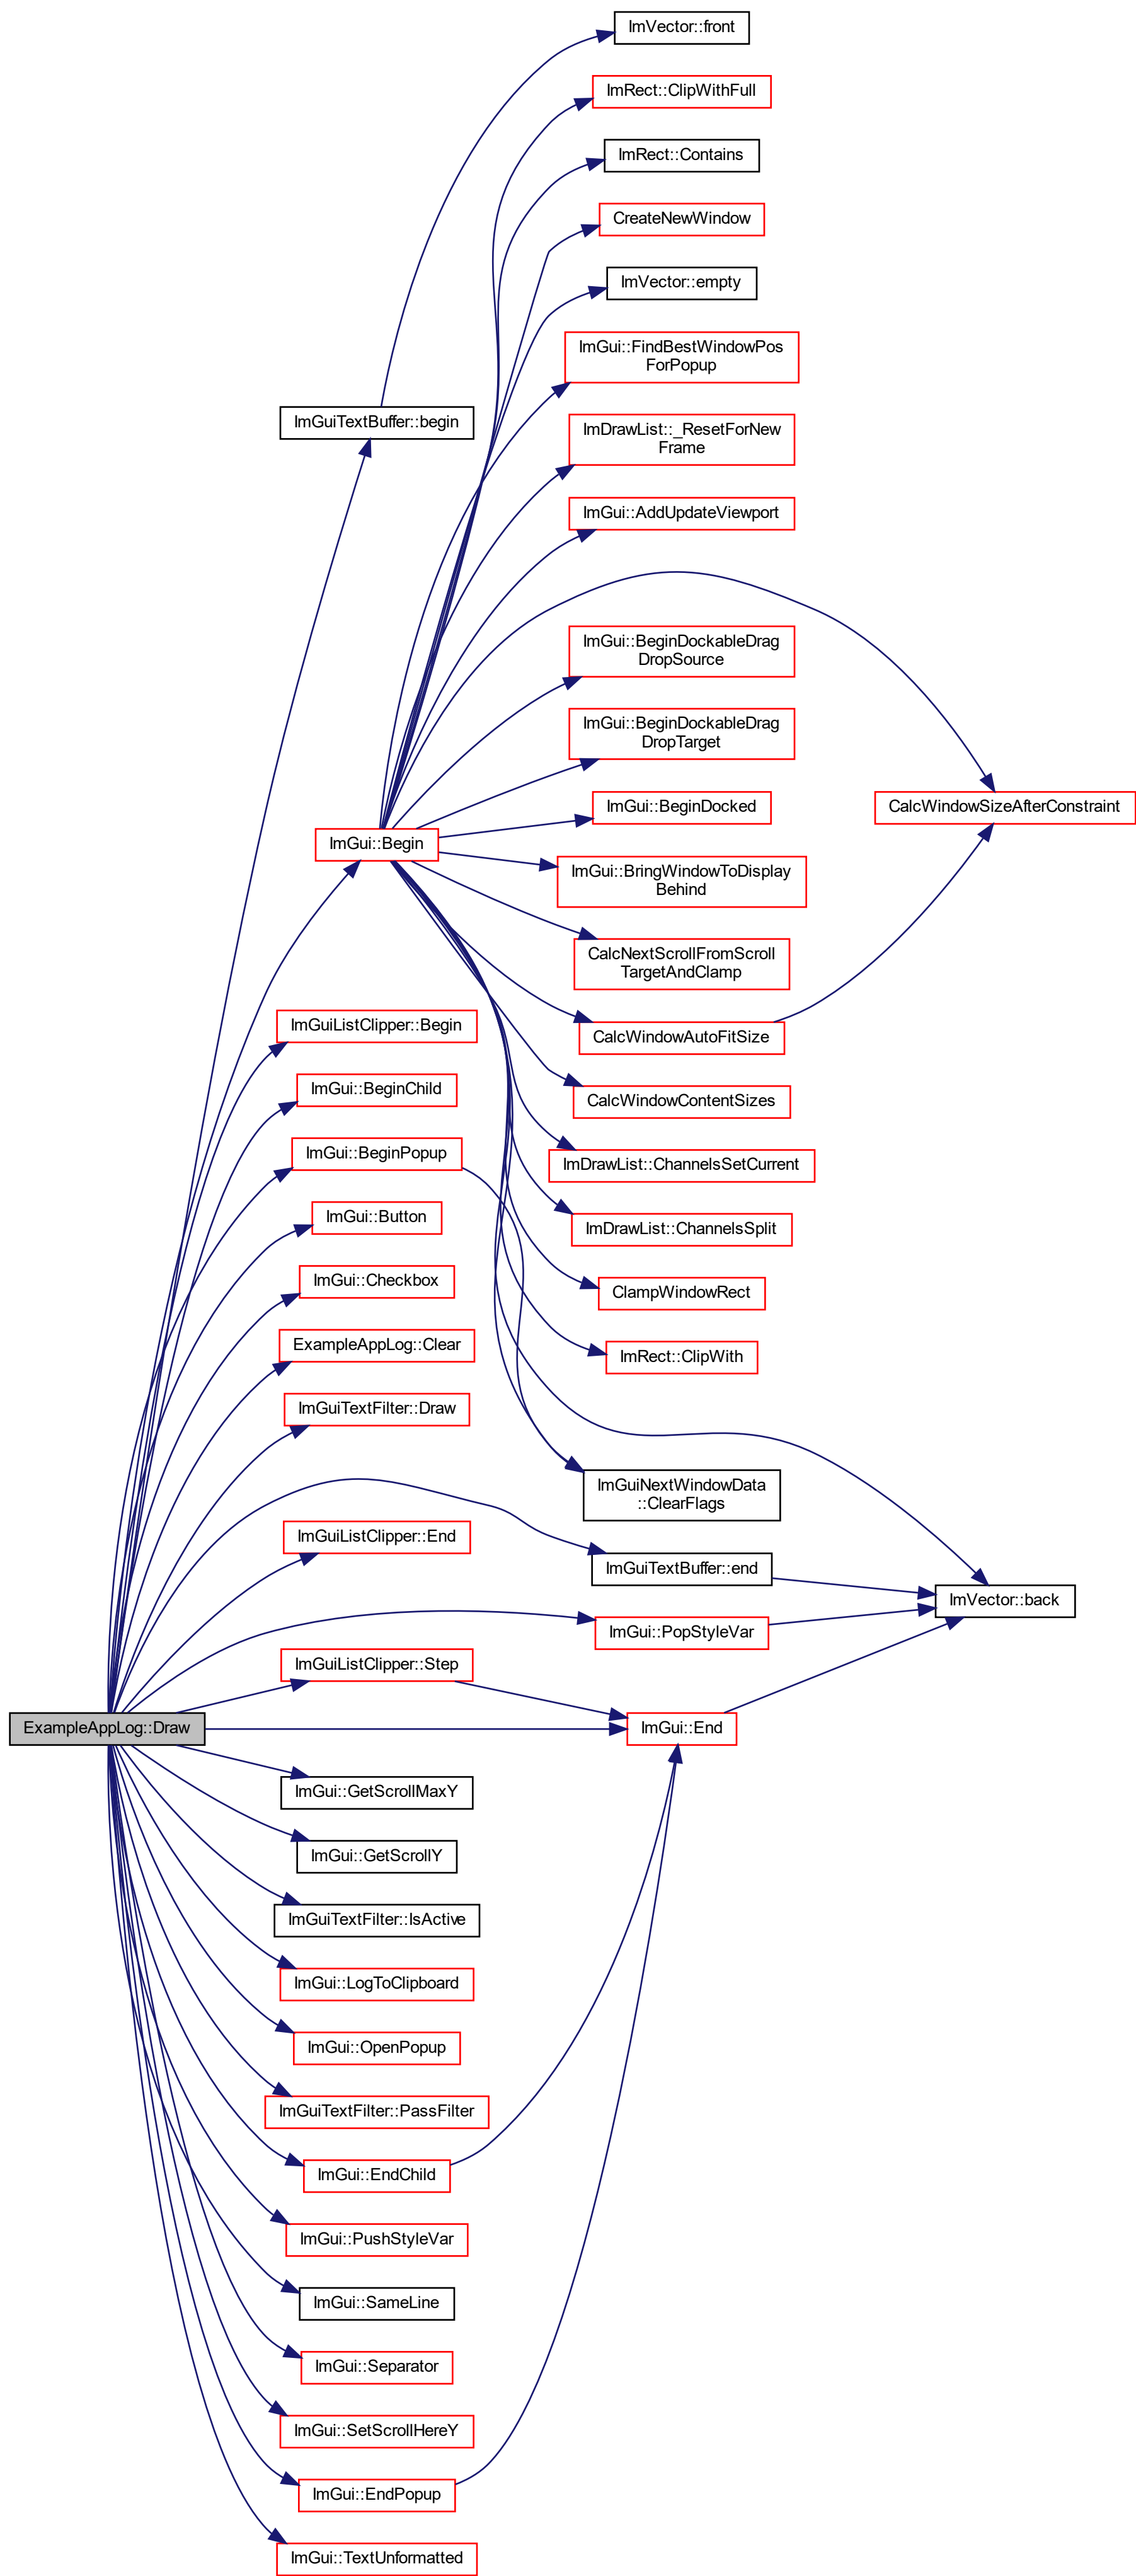 ImVector::front
ImRect::ClipWithFull
ImRect::Contains
CreateNewWindow
ImVector::empty
ImGui::FindBestWindowPos
ForPopup
ImGuiTextBuffer::begin
ImDrawList::_ResetForNew
Frame
ImGui::AddUpdateViewport
ImGui::BeginDockableDrag
DropSource
ImGui::BeginDockableDrag
DropTarget
ImGui::BeginDocked
CalcWindowSizeAfterConstraint
ImGui::Begin
ImGui::BringWindowToDisplay
Behind
CalcNextScrollFromScroll
TargetAndClamp
ImGuiListClipper::Begin
CalcWindowAutoFitSize
ImGui::BeginChild
CalcWindowContentSizes
ImGui::BeginPopup
ImDrawList::ChannelsSetCurrent
ImGui::Button
ImDrawList::ChannelsSplit
ImGui::Checkbox
ClampWindowRect
ExampleAppLog::Clear
ImRect::ClipWith
ImGuiTextFilter::Draw
ImGuiNextWindowData
::ClearFlags
ImGuiListClipper::End
ImGuiTextBuffer::end
ImVector::back
ImGui::PopStyleVar
ImGuiListClipper::Step
ExampleAppLog::Draw
ImGui::End
ImGui::GetScrollMaxY
ImGui::GetScrollY
ImGuiTextFilter::IsActive
ImGui::LogToClipboard
ImGui::OpenPopup
ImGuiTextFilter::PassFilter
ImGui::EndChild
ImGui::PushStyleVar
ImGui::SameLine
ImGui::Separator
ImGui::SetScrollHereY
ImGui::EndPopup
ImGui::TextUnformatted